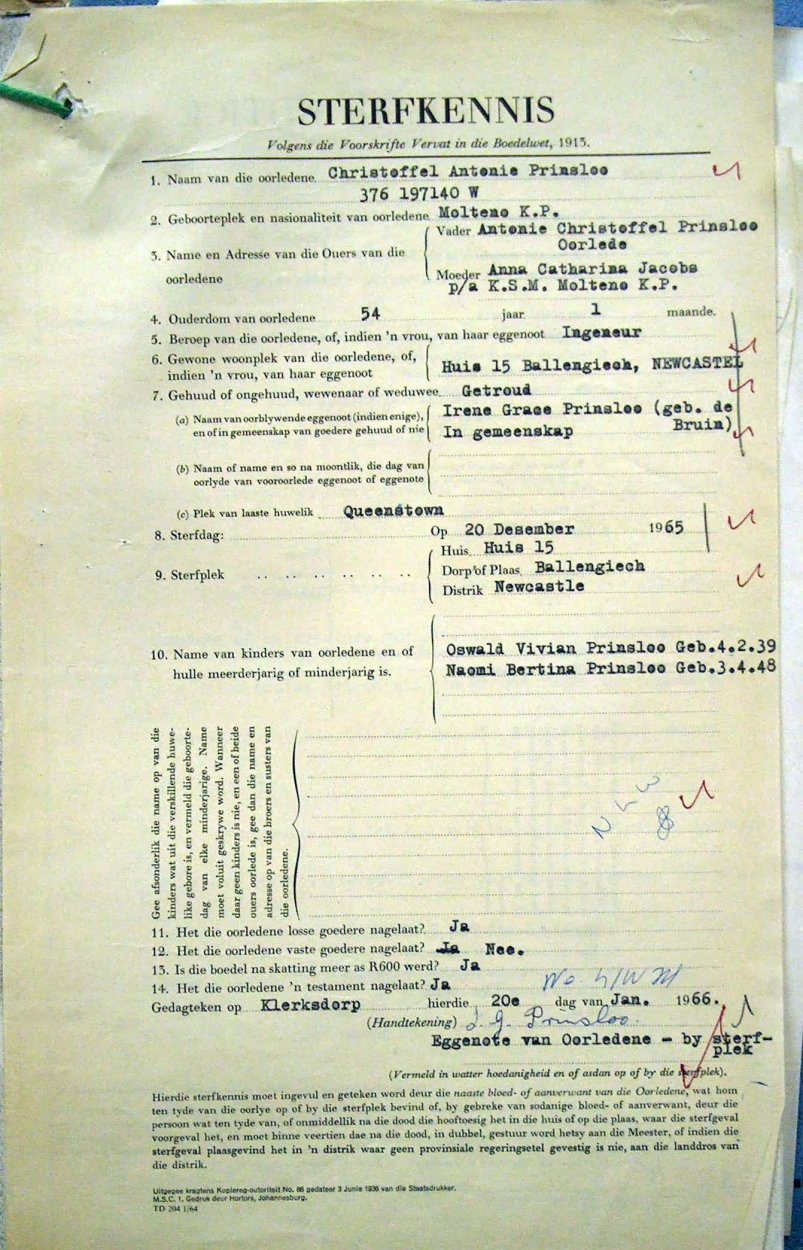 STERFKENNIS
Volgens die Voorskrifte Vervat in die Boedelwet, 1913.
1. Naam van die oorledene Christoffel Antonie Prinsloo
376 197140 W
2. Geboorteplek en nasionaliteit van oorledene Molteno K.P.
3. Name en Adresse van die Ouers van die oorledene
Vader Antonie Christoffel Prinsloo
Oorlede
Moeder Anna Catharina Jacobs
p/a K.S.M. Molteno K.P.
4. Ouderdom van oorledene 54 jaar 1 maande.
5. Beroep van die oorledene, of, indien 'n vrou, van haar eggenoot Ingeneur
6. Gewone woonplek van die oorledene, of,
indien 'n vrou, van haar eggenoot
Huis 15 Ballengiech, NEWCASTEL
7. Gehuud of ongehuud, wewenaar of weduwee Getroud
(a) Naam van oorblywende eggenoot (indien enige),
en of in gemeenskap van goedere gehuud of nie
Irene Grace Prinsloo (geb. de
In gemeenskap Bruin)
(b) Naam of name en so na moontlik, die dag van
oorlyde van vooroorlede eggenoot of eggenote
(c) Plek van laaste huwelik Queenstown
8. Sterfdag: Op 20 Desember 1965
9. Sterfplek
Huis Huis 15
Dorp of Plaas Ballengiech
Distrik Newcastle
10. Name van kinders van oorledene en of
hulle meerderjarig of minderjarig is.
Oswald Vivian Prinsloo Geb.4.2.39
Naomi Bertina Prinsloo Geb.3.4.48
Gee afsonderlik die name op van die
kinders wat uit die verskillende huwe-
like gebore is, en vermeld die geboorte-
dag van elke minderjarige. Name
moet voluit geskrywe word. Wanneer
daar geen kinders is nie, en een of beide
ouers oorlede is, gee dan die name en
adresse op van die broers en susters van
die oorledene.
11. Het die oorledene losse goedere nagelaat? Ja
12. Het die oorledene vaste goedere nagelaat? Ja Nee.
13. Is die boedel na skatting meer as R600 werd? Ja
14. Het die oorledene 'n testament nagelaat? Ja
Gedagteken op Klerksdorp hierdie 20e dag van Jan. 1966.
(Handtekening) I. G. Prinsloo.
Eggenote van Oorledene - by sterf-
plek
(Vermeld in watter hoedanigheid en of asdan op of by die sterfplek).
Hierdie sterfkennis moet ingevul en geteken word deur die naaste bloed- of aanverwant van die Oorledene, wat hom
ten tyde van die oorlye op of by die sterfplek bevind of, by gebreke van sodanige bloed- of aanverwant, deur die
persoon wat ten tyde van, of onmiddellik na die dood die hooftoesig het in die huis of op die plaas, waar die sterfgeval
voorgeval het, en moet binne veertien dae na die dood, in dubbel, gestuur word hetsy aan die Meester, of indien die
sterfgeval plaasgevind het in 'n distrik waar geen provinsiale regeringsetel gevestig is nie, aan die landdros van
die distrik.
Uitgegee kragtens Kopiereg-outoriteit No. 86 gedateer 3 Junie 1936 van die Staatsdrukker.
M.S.C. 1. Gedruk deur Hortors, Johannesburg.
TD 204 1/64